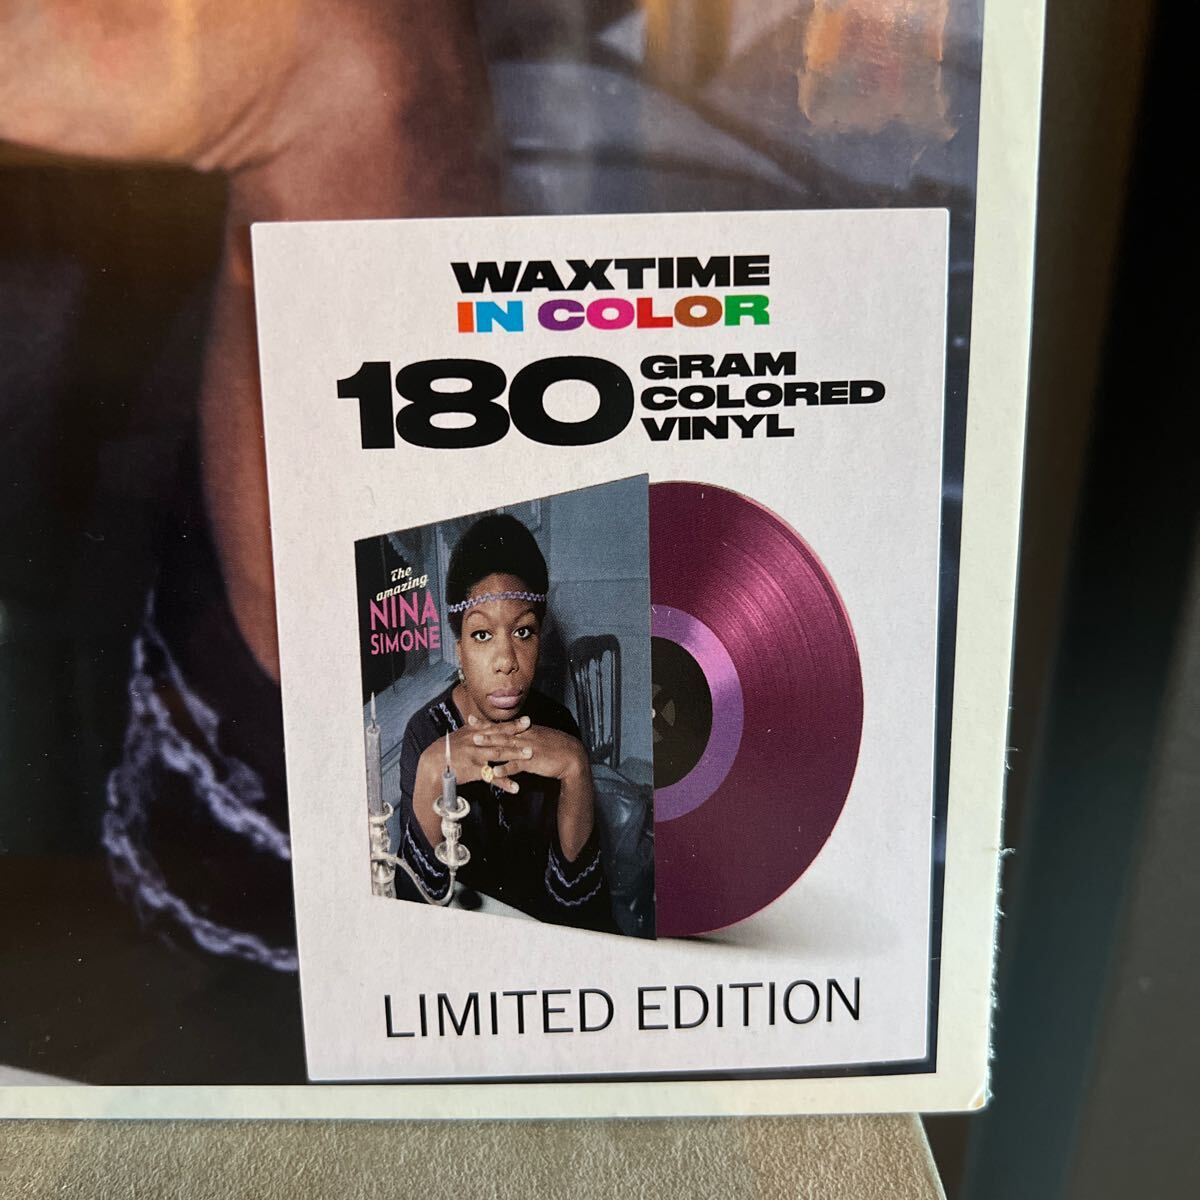 WAXTIME
IN COLOR
180 GRAM
COLORED
VINYL
The
amazing
NINA
SIMONE
LIMITED EDITION